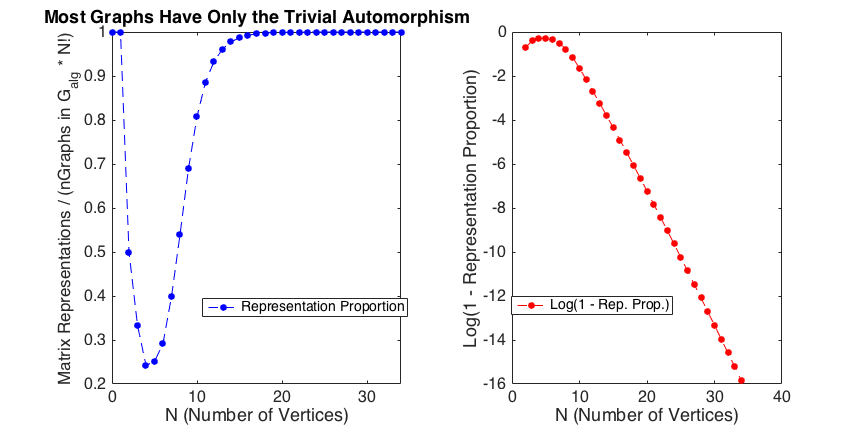 Most Graphs Have Only the Trivial Automorphism
Matrix Representations / (nGraphs in G_alg * N!)
1
0.9
0.8
0.7
0.6
0.5
0.4
0.3
0.2
Representation Proportion
0 10 20 30
N (Number of Vertices)
Log(1 - Representation Proportion)
0
-2
-4
-6
-8
-10
-12
-14
-16
Log(1 - Rep. Prop.)
0 10 20 30 40
N (Number of Vertices)